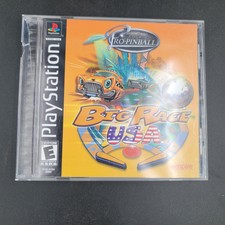 PRO-PINBALL
BIG RACE
USA
PlayStation
E